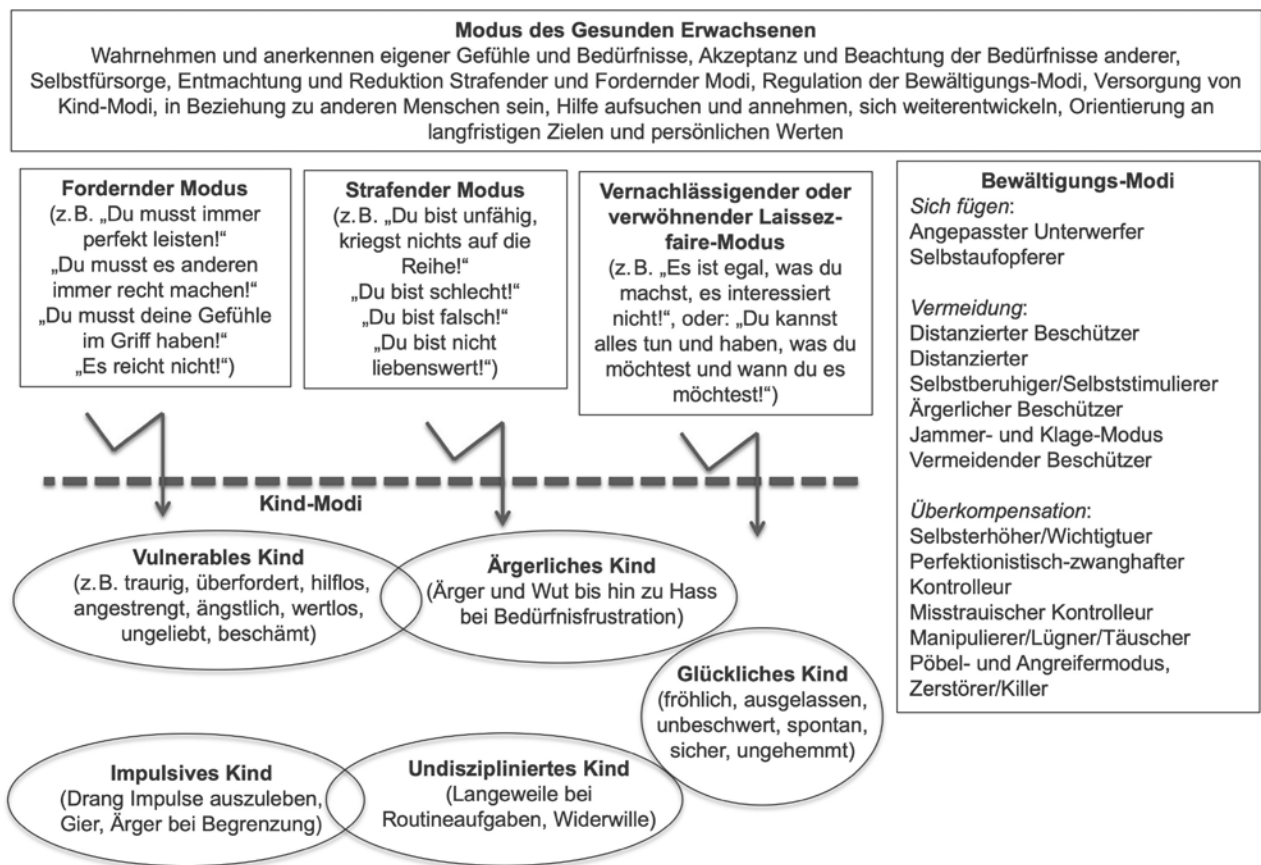 Modus des Gesunden Erwachsenen
Wahrnehmen und anerkennen eigener Gefühle und Bedürfnisse, Akzeptanz und Beachtung der Bedürfnisse anderer,
Selbstfürsorge, Entmachtung und Reduktion Strafender und Fordernder Modi, Regulation der Bewältigungs-Modi, Versorgung von
Kind-Modi, in Beziehung zu anderen Menschen sein, Hilfe aufsuchen und annehmen, sich weiterentwickeln, Orientierung an
langfristigen Zielen und persönlichen Werten
Fordernder Modus
(z. B. „Du musst immer
perfekt leisten!“
„Du musst es anderen
immer recht machen!“
„Du musst deine Gefühle
im Griff haben!“
„Es reicht nicht!“)
Strafender Modus
(z. B. „Du bist unfähig,
kriegst nichts auf die
Reihe!“
„Du bist schlecht!“
„Du bist falsch!“
„Du bist nicht
liebenswert!“)
Vernachlässigender oder
verwöhnender Laissez-
faire-Modus
(z. B. „Es ist egal, was du
machst, es interessiert
nicht!“, oder: „Du kannst
alles tun und haben, was du
möchtest und wann du es
möchtest!“)
Bewältigungs-Modi
Sich fügen:
Angepasster Unterwerfer
Selbstaufopferer
Vermeidung:
Distanzierter Beschützer
Distanzierter
Selbstberuhiger/Selbststimulierer
Ärgerlicher Beschützer
Jammer- und Klage-Modus
Vermeidender Beschützer
Überkompensation:
Selbsterhöher/Wichtigtuer
Perfektionistisch-zwanghafter
Kontrolleur
Misstrauischer Kontrolleur
Manipulierer/Lügner/Täuscher
Pöbel- und Angreifermodus,
Zerstörer/Killer
Kind-Modi
Vulnerables Kind
(z.B. traurig, überfordert, hilflos,
angestrengt, ängstlich, wertlos,
ungeliebt, beschämt)
Ärgerliches Kind
(Ärger und Wut bis hin zu Hass
bei Bedürfnisfrustration)
Glückliches Kind
(fröhlich, ausgelassen,
unbeschwert, spontan,
sicher, ungehemmt)
Impulsives Kind
(Drang Impulse auszuleben,
Gier, Ärger bei Begrenzung)
Undiszipliniertes Kind
(Langeweile bei
Routineaufgaben, Widerwille)